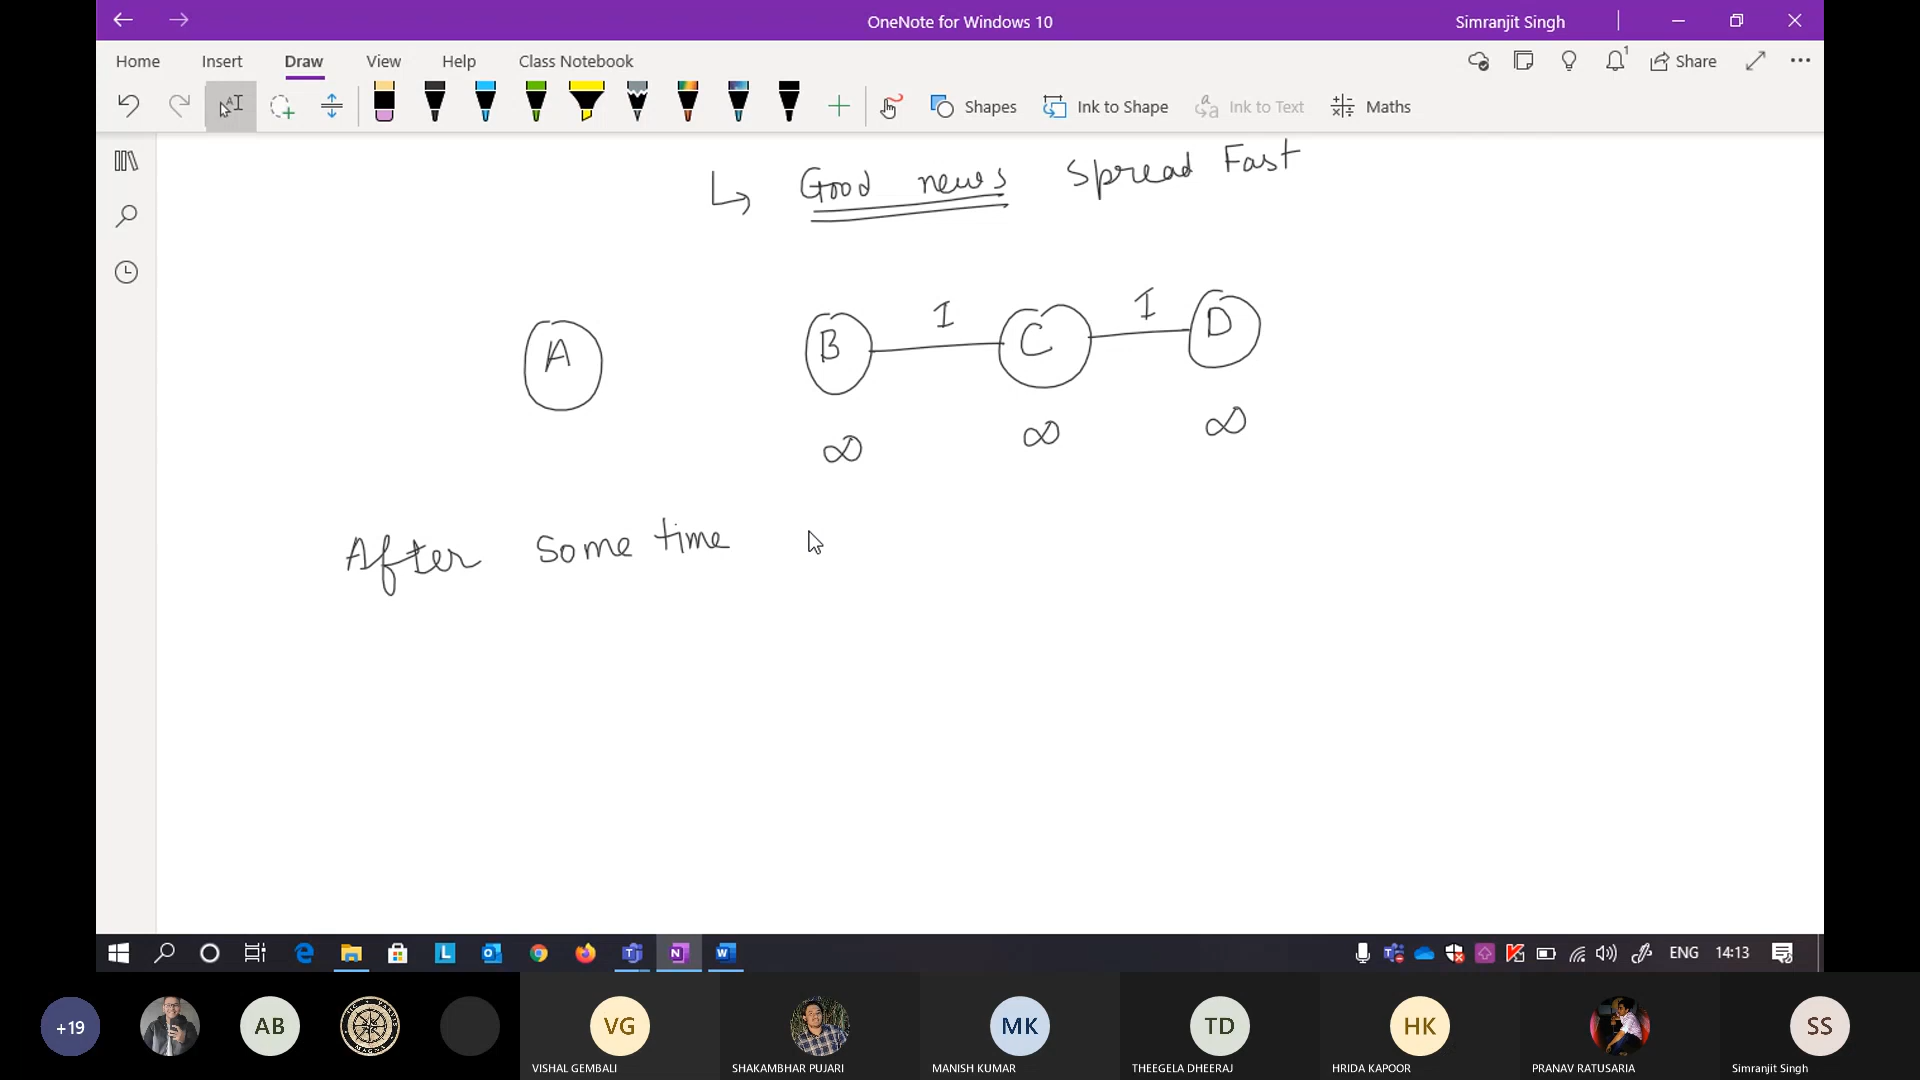 OneNote for Windows 10
Simranjit Singh
Home Insert Draw View Help Class Notebook
Share
Shapes Ink to Shape Ink to Text Maths
↳ Good news Spread Fast
A B 1 C 1 D
∞ ∞ ∞
After some time
ENG 14:13
+19 AB VG MK TD HK SS
VISHAL GEMBALI SHAKAMBHAR PUJARI MANISH KUMAR THEEGELA DHEERAJ HRIDA KAPOOR PRANAV RATUSARIA Simranjit Singh